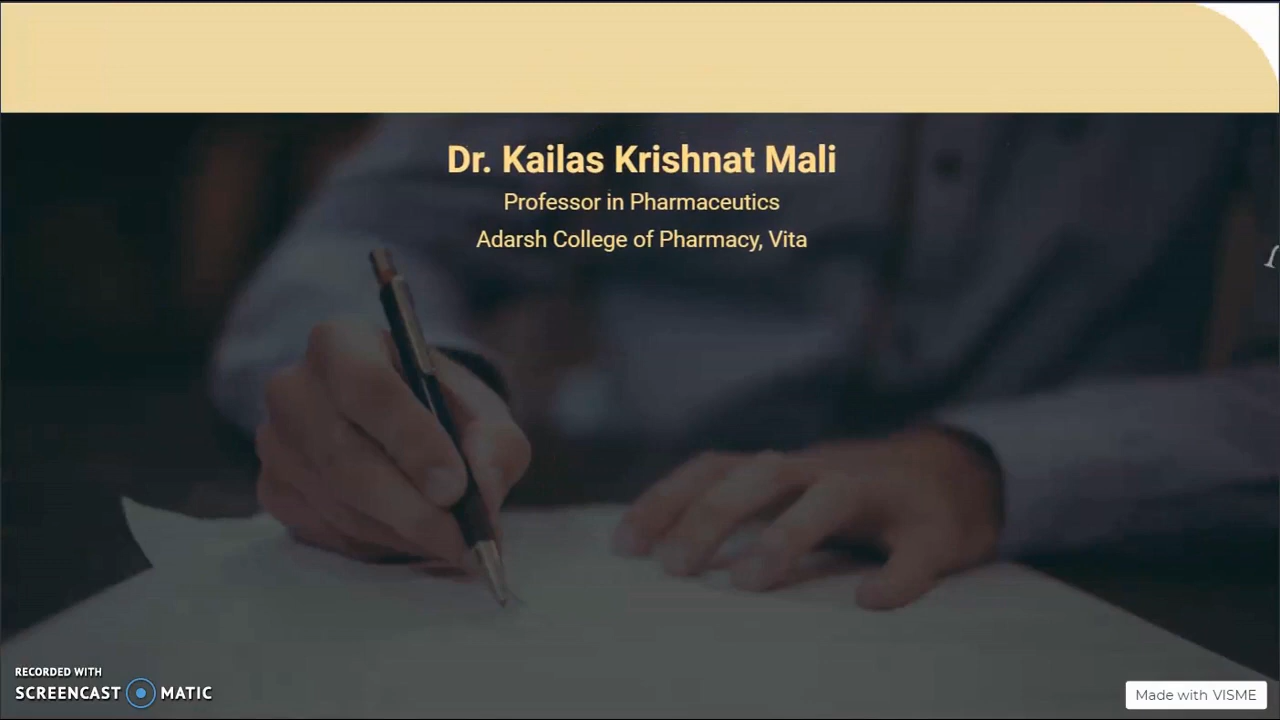 Dr. Kailas Krishnat Mali
Professor in Pharmaceutics
Adarsh College of Pharmacy, Vita
RECORDED WITH
SCREENCAST MATIC
Made with VISME